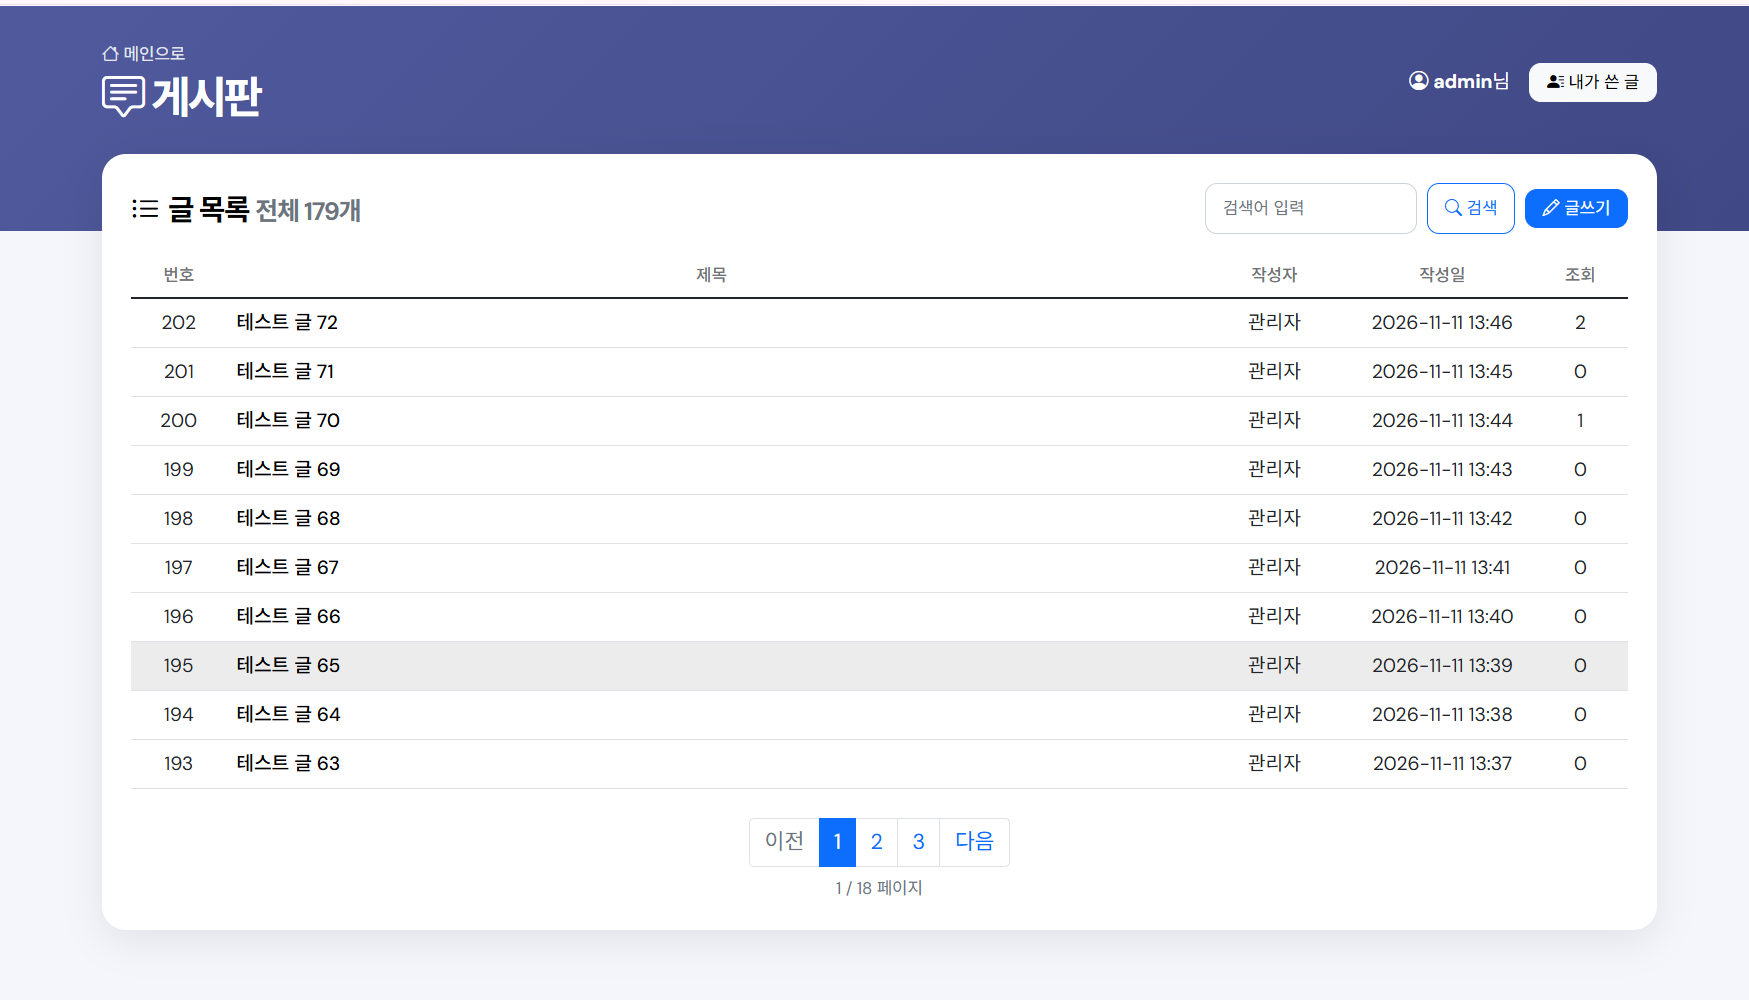 메인으로
게시판
admin님
내가 쓴 글
글 목록 전체 179개
검색어 입력
검색
글쓰기
번호 제목 작성자 작성일 조회
202 테스트 글 72 관리자 2026-11-11 13:46 2
201 테스트 글 71 관리자 2026-11-11 13:45 0
200 테스트 글 70 관리자 2026-11-11 13:44 1
199 테스트 글 69 관리자 2026-11-11 13:43 0
198 테스트 글 68 관리자 2026-11-11 13:42 0
197 테스트 글 67 관리자 2026-11-11 13:41 0
196 테스트 글 66 관리자 2026-11-11 13:40 0
195 테스트 글 65 관리자 2026-11-11 13:39 0
194 테스트 글 64 관리자 2026-11-11 13:38 0
193 테스트 글 63 관리자 2026-11-11 13:37 0
이전 1 2 3 다음
1 / 18 페이지